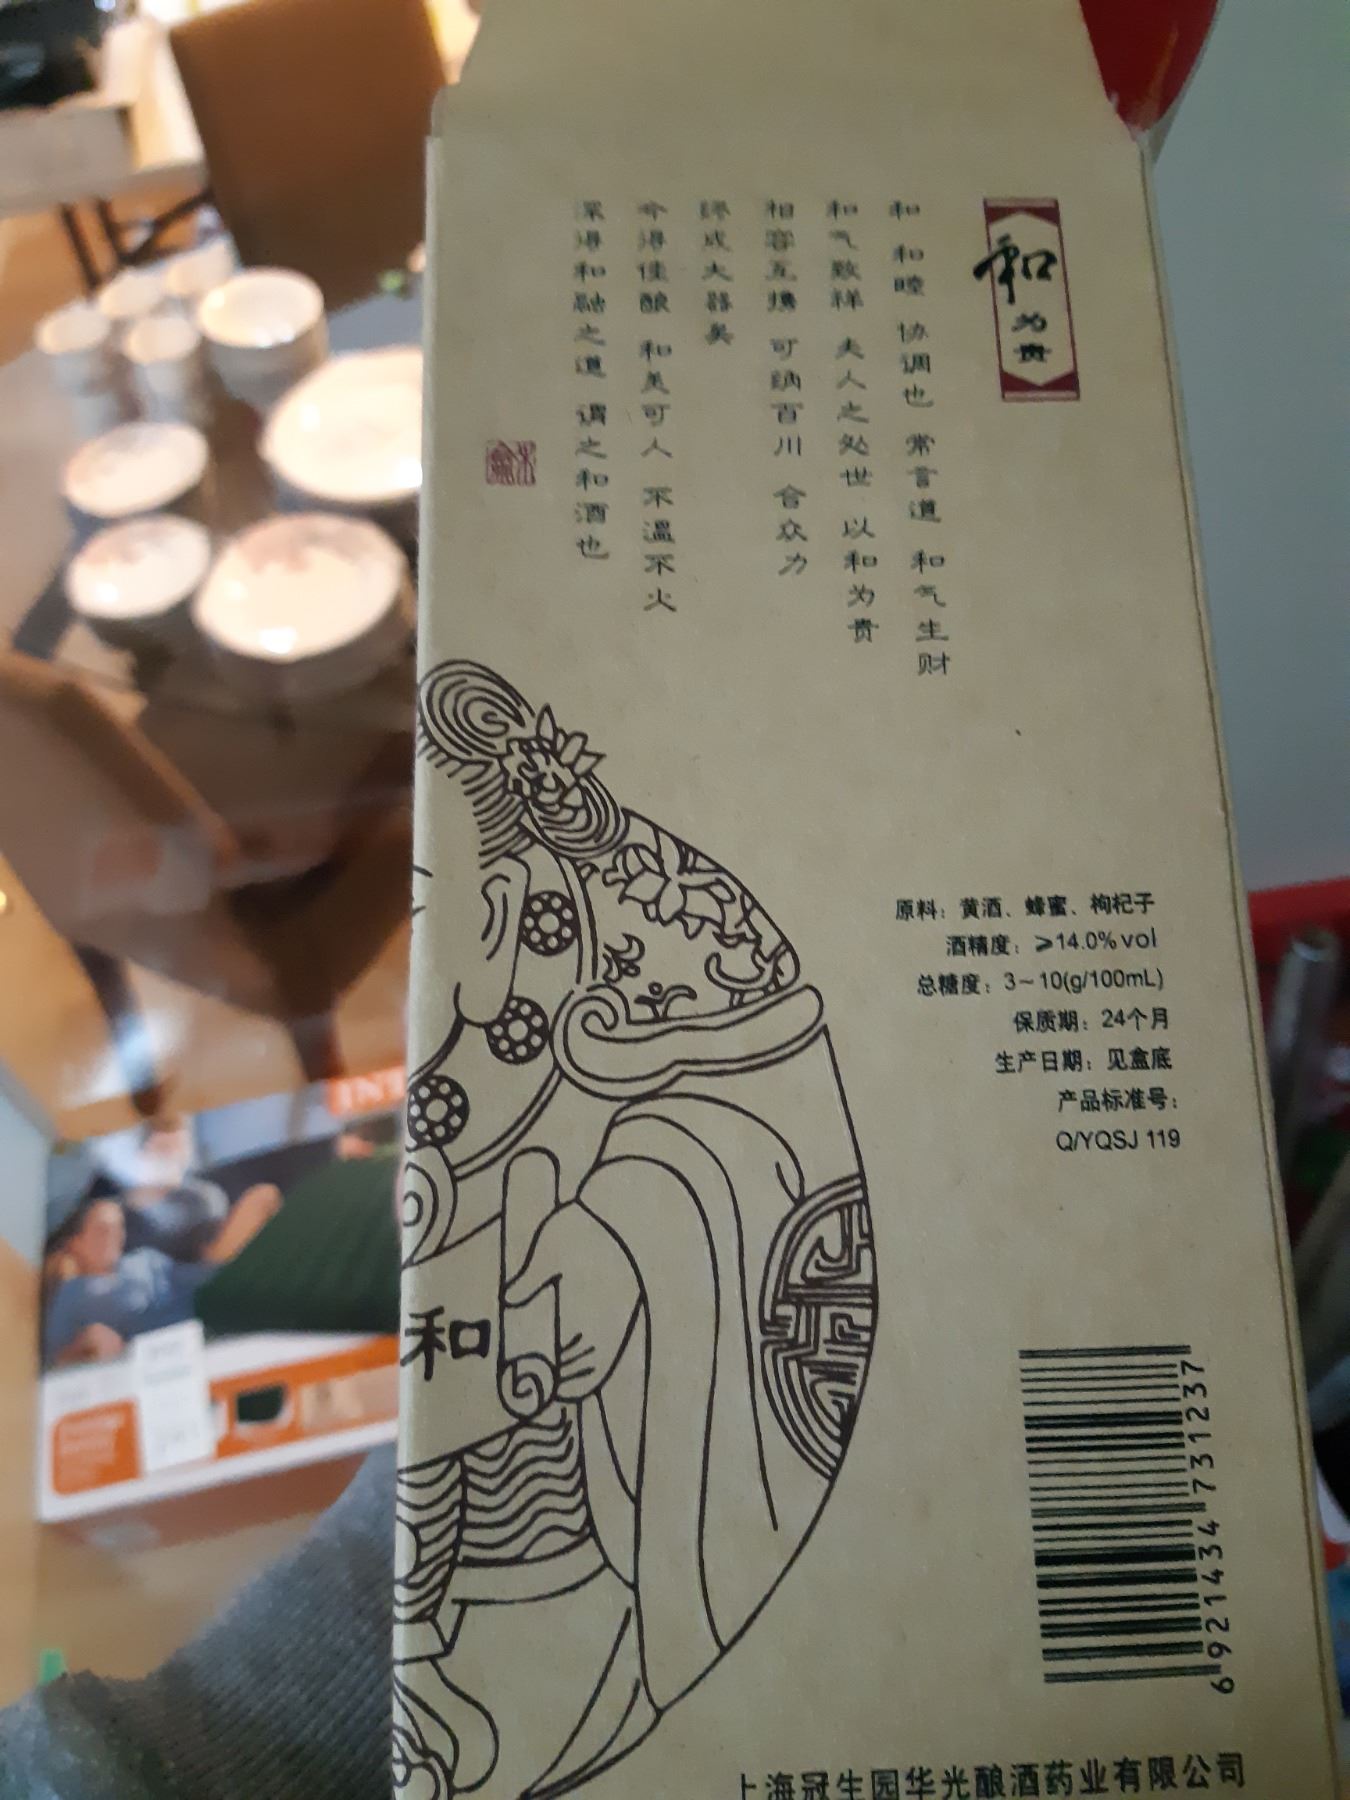 和为贵
和 和睦 协调也 常言道 和气生财
和气致祥 夫人之处世 以和为贵
相容互携 可纳百川 合众力
终成大器矣
今得佳酿 和美可人 不温不火
深得和融之道 谓之和酒也
原料：黄酒、蜂蜜、枸杞子
酒精度：⩾14.0%vol
总糖度：3～10(g/100mL)
保质期：24个月
生产日期：见盒底
产品标准号：
Q/YQSJ 119
和
6921434731237
上海冠生园华光酿酒药业有限公司